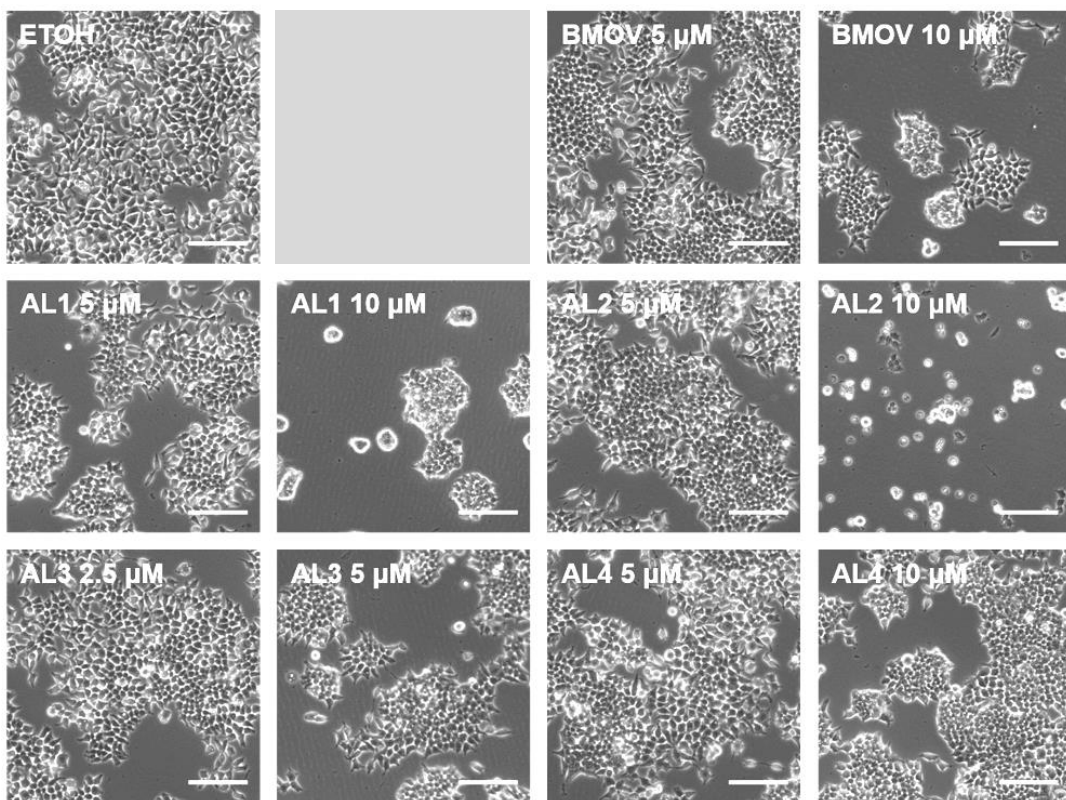 ETOH
BMOV 5 µM
BMOV 10 µM
AL1 5 µM
AL1 10 µM
AL2 5 µM
AL2 10 µM
AL3 2.5 µM
AL3 5 µM
AL4 5 µM
AL4 10 µM